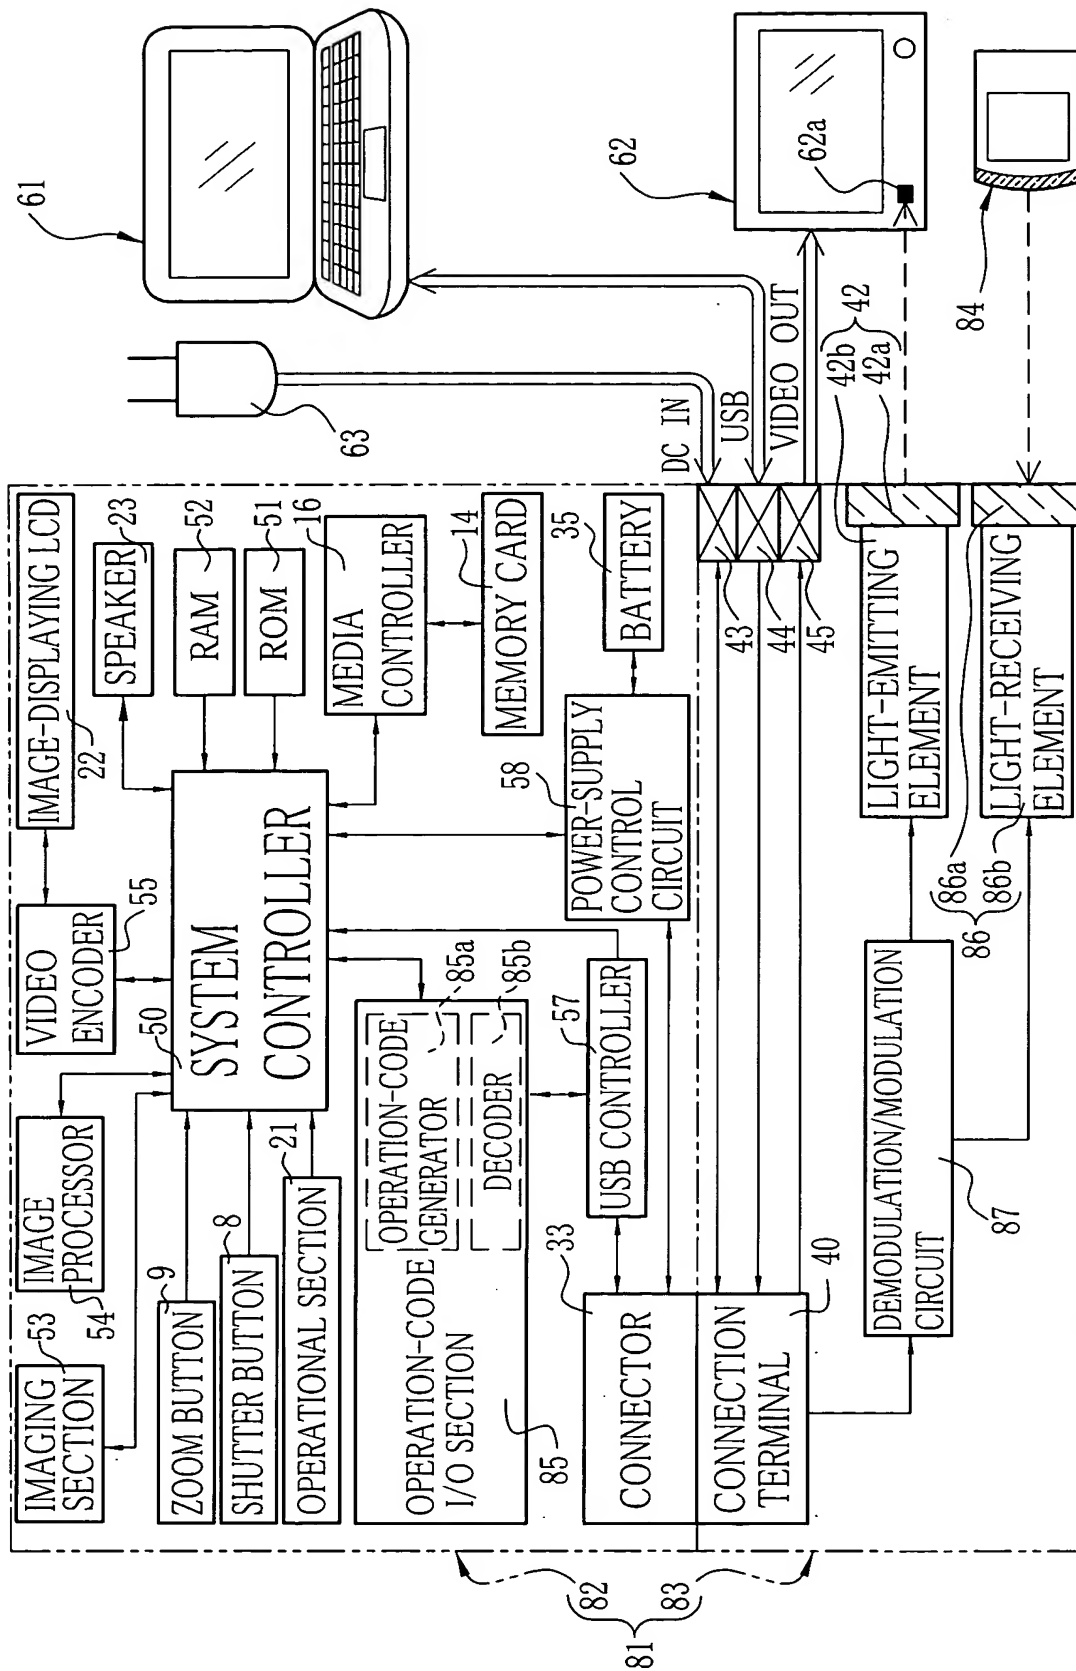 IMAGING
SECTION
53
IMAGE
PROCESSOR
54
VIDEO
ENCODER
55
IMAGE-DISPLAYING LCD
22
SPEAKER
23
RAM
52
ROM
51
MEDIA
CONTROLLER
16
MEMORY CARD
14
BATTERY
35
POWER-SUPPLY
CONTROL
CIRCUIT
58
SYSTEM
CONTROLLER
50
ZOOM BUTTON
9
SHUTTER BUTTON
8
OPERATIONAL SECTION
21
OPERATION-CODE
I/O SECTION
85
OPERATION-CODE
GENERATOR
85a
DECODER
85b
USB CONTROLLER
57
CONNECTOR
33
CONNECTION
TERMINAL
40
43
44
45
DC IN
USB
VIDEO OUT
61
63
62
62a
84
42
42b
42a
LIGHT-EMITTING
ELEMENT
LIGHT-RECEIVING
ELEMENT
86
86a
86b
DEMODULATION/MODULATION
CIRCUIT
87
81
82
83